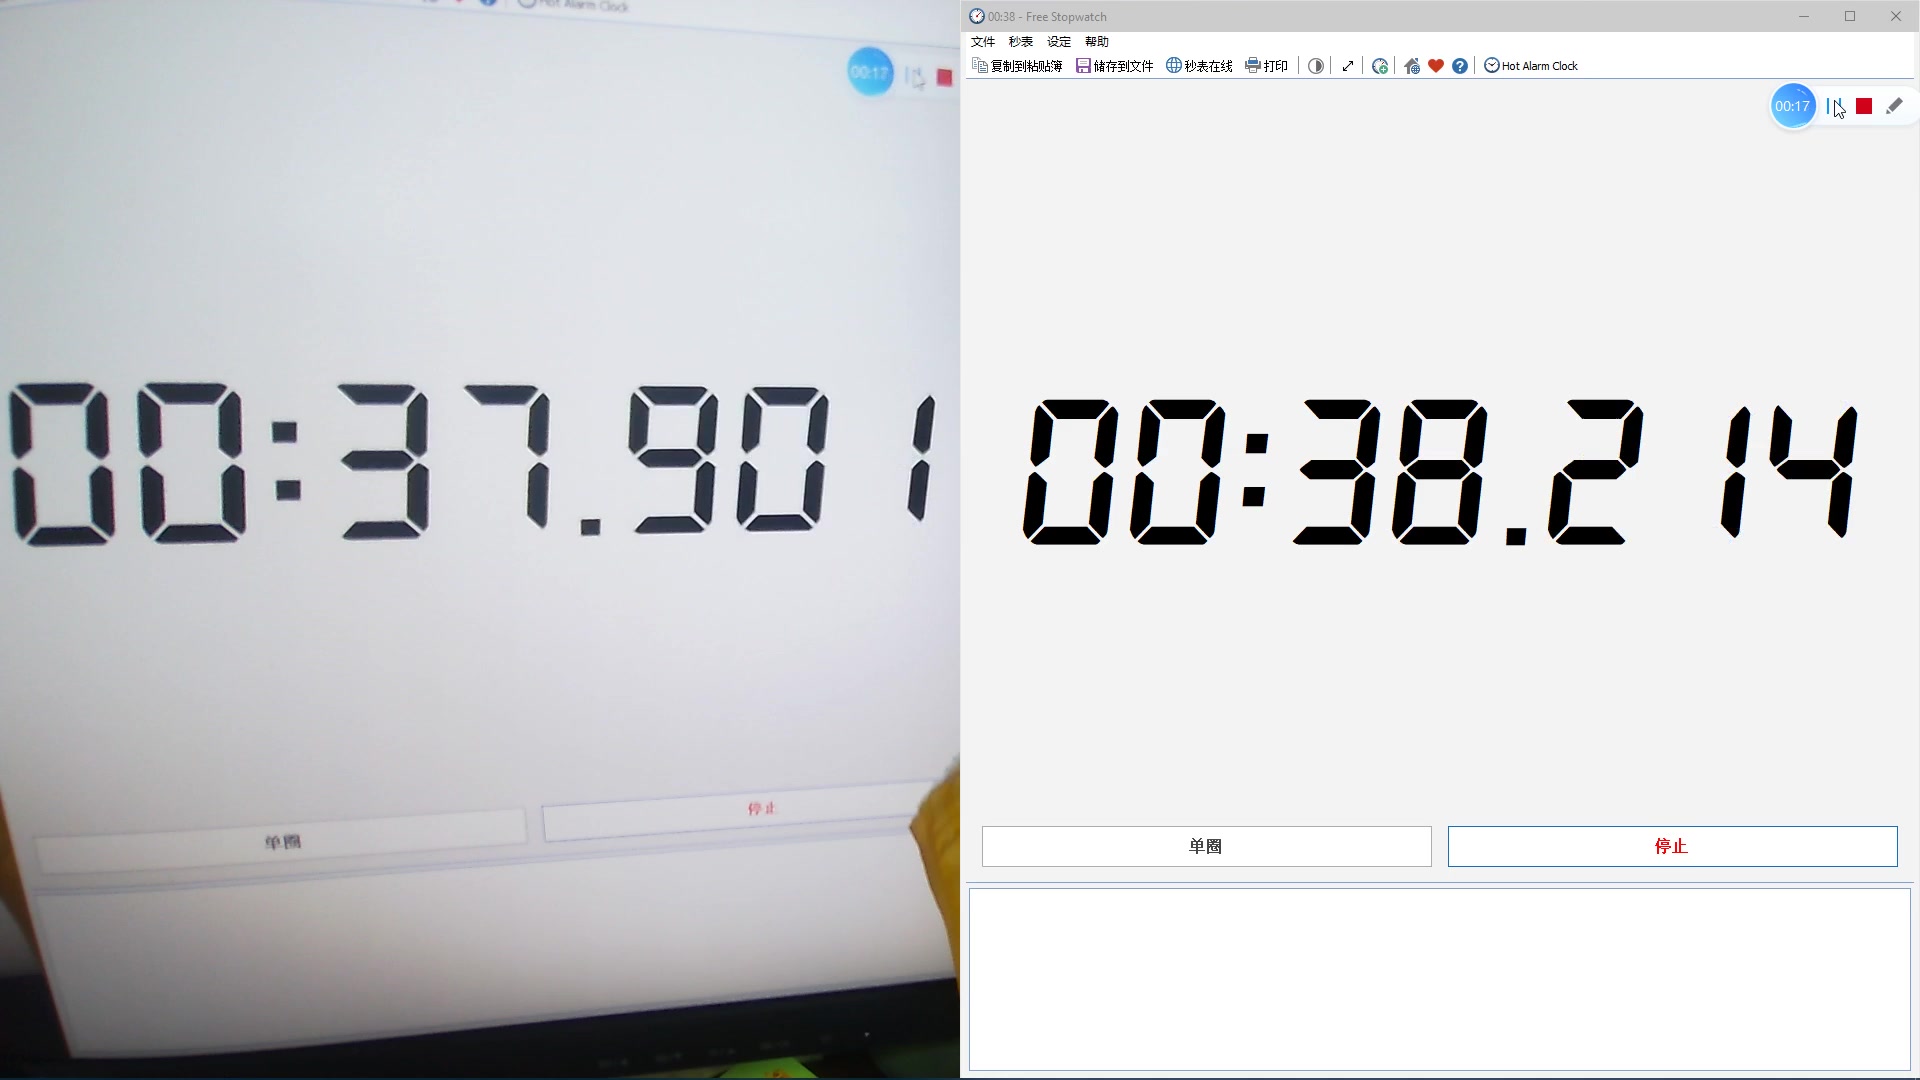 Hot Alarm Clock
00:17
00:37.901
单圈
停止
00:38 - Free Stopwatch
文件 秒表 设定 帮助
复制到粘贴簿 储存到文件 秒表在线 打印 Hot Alarm Clock
00:17
00:38.214
单圈
停止